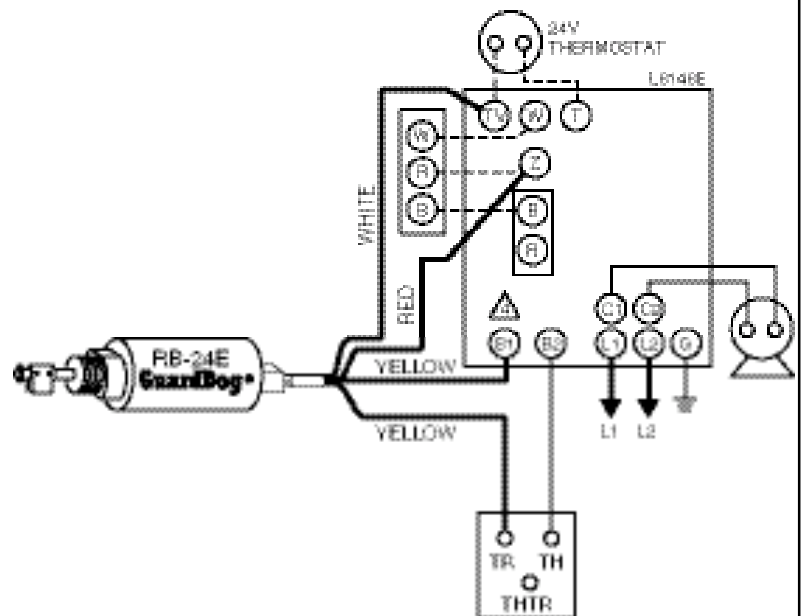 24V
THERMOSTAT
L8148E
TV
W
T
W
R
B
Z
B
R
WHITE
RED
C1
C2
B1
B2
L1
L2
G
RB-24E
GuardDog®
YELLOW
YELLOW
L1
L2
TR
TH
THTR